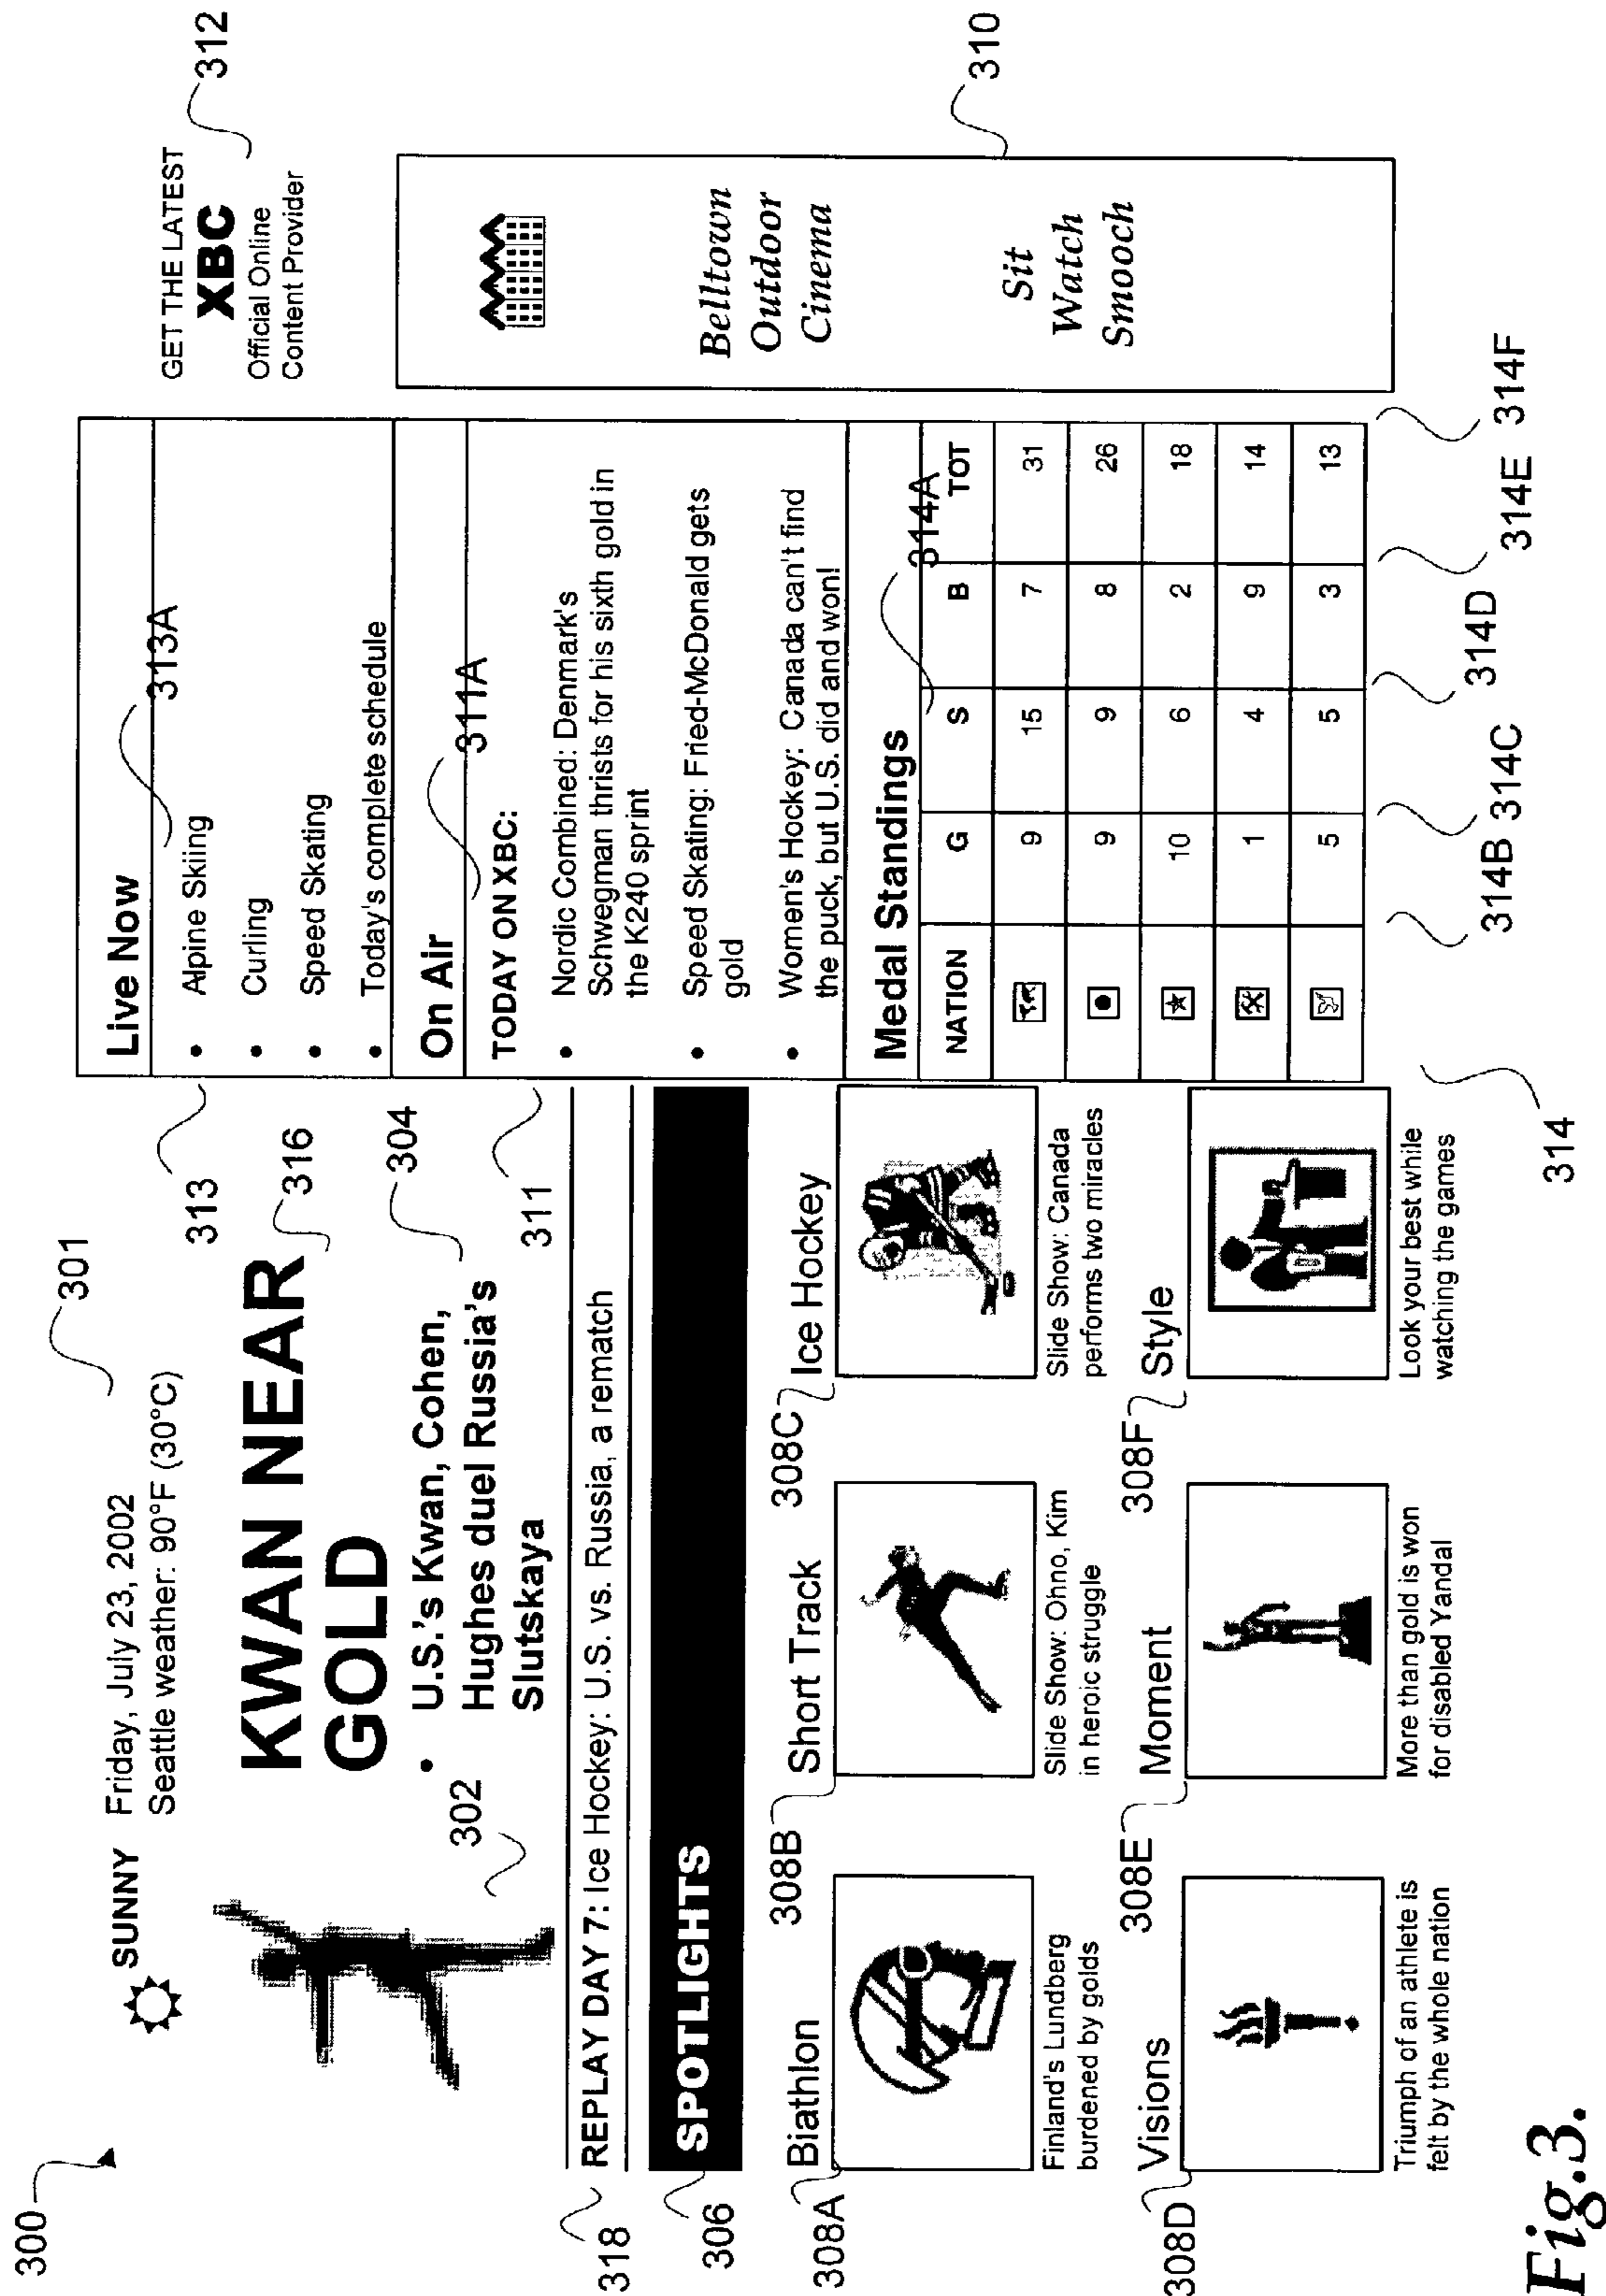 300
301
SUNNY Friday, July 23, 2002
Seattle weather: 90°F (30°C)
KWAN NEAR
GOLD
316
• U.S.'s Kwan, Cohen,
Hughes duel Russia's
Slutskaya
304
302
REPLAY DAY 7: Ice Hockey: U.S. vs. Russia, a rematch
318
SPOTLIGHTS
306
308A
Biathlon
Finland's Lundberg
burdened by golds
308B
Short Track
Slide Show: Ohno, Kim
in heroic struggle
308C
Ice Hockey
Slide Show: Canada
performs two miracles
308D
Visions
Triumph of an athlete is
felt by the whole nation
308E
Moment
More than gold is won
for disabled Yandal
308F
Style
Look your best while
watching the games
313
Live Now
313A
• Alpine Skiing
• Curling
• Speed Skating
• Today's complete schedule
311
On Air
311A
TODAY ON XBC:
• Nordic Combined: Denmark's
Schwegman thrists for his sixth gold in
the K240 sprint
• Speed Skating: Fried-McDonald gets
gold
• Women's Hockey: Canada can't find
the puck, but U.S. did and won!
Medal Standings
314A
NATION G S B TOT
9 15 7 31
9 9 8 26
10 6 2 18
1 4 9 14
5 5 3 13
314
314B
314C
314D
314E
314F
GET THE LATEST
XBC
Official Online
Content Provider
312
Belltown
Outdoor
Cinema
Sit
Watch
Smooch
310
Fig.3.